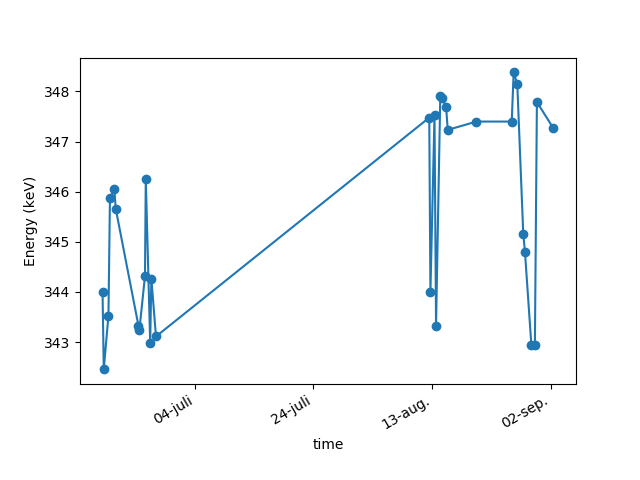 348
347
346
345
344
343
Energy (keV)
04-juli
24-juli
13-aug.
02-sep.
time